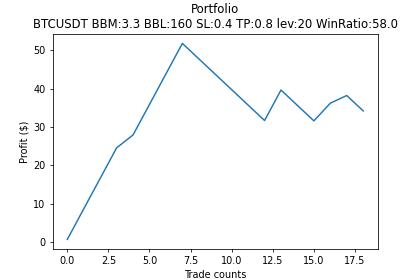 Portfolio
BTCUSDT BBM:3.3 BBL:160 SL:0.4 TP:0.8 lev:20 WinRatio:58.0
50
40
30
20
10
0
Profit ($)
0.0 2.5 5.0 7.5 10.0 12.5 15.0 17.5
Trade counts